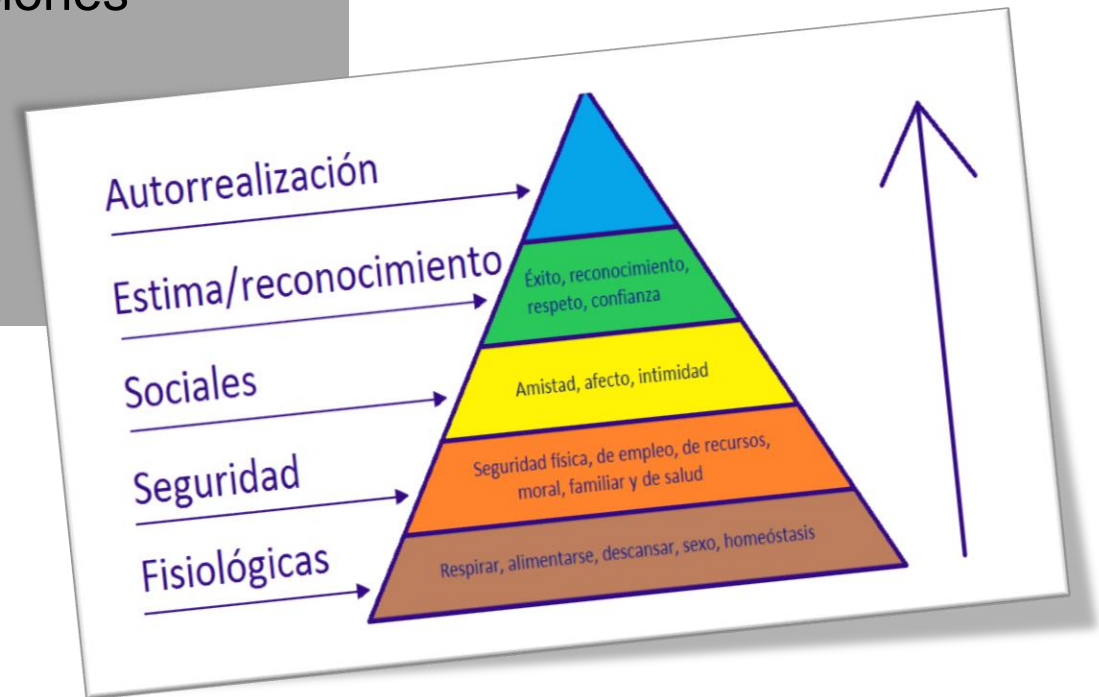 Autorrealización
Estima/reconocimiento
Éxito, reconocimiento,
respeto, confianza
Sociales
Amistad, afecto, intimidad
Seguridad
Seguridad física, de empleo, de recursos,
moral, familiar y de salud
Fisiológicas
Respirar, alimentarse, descansar, sexo, homeóstasis